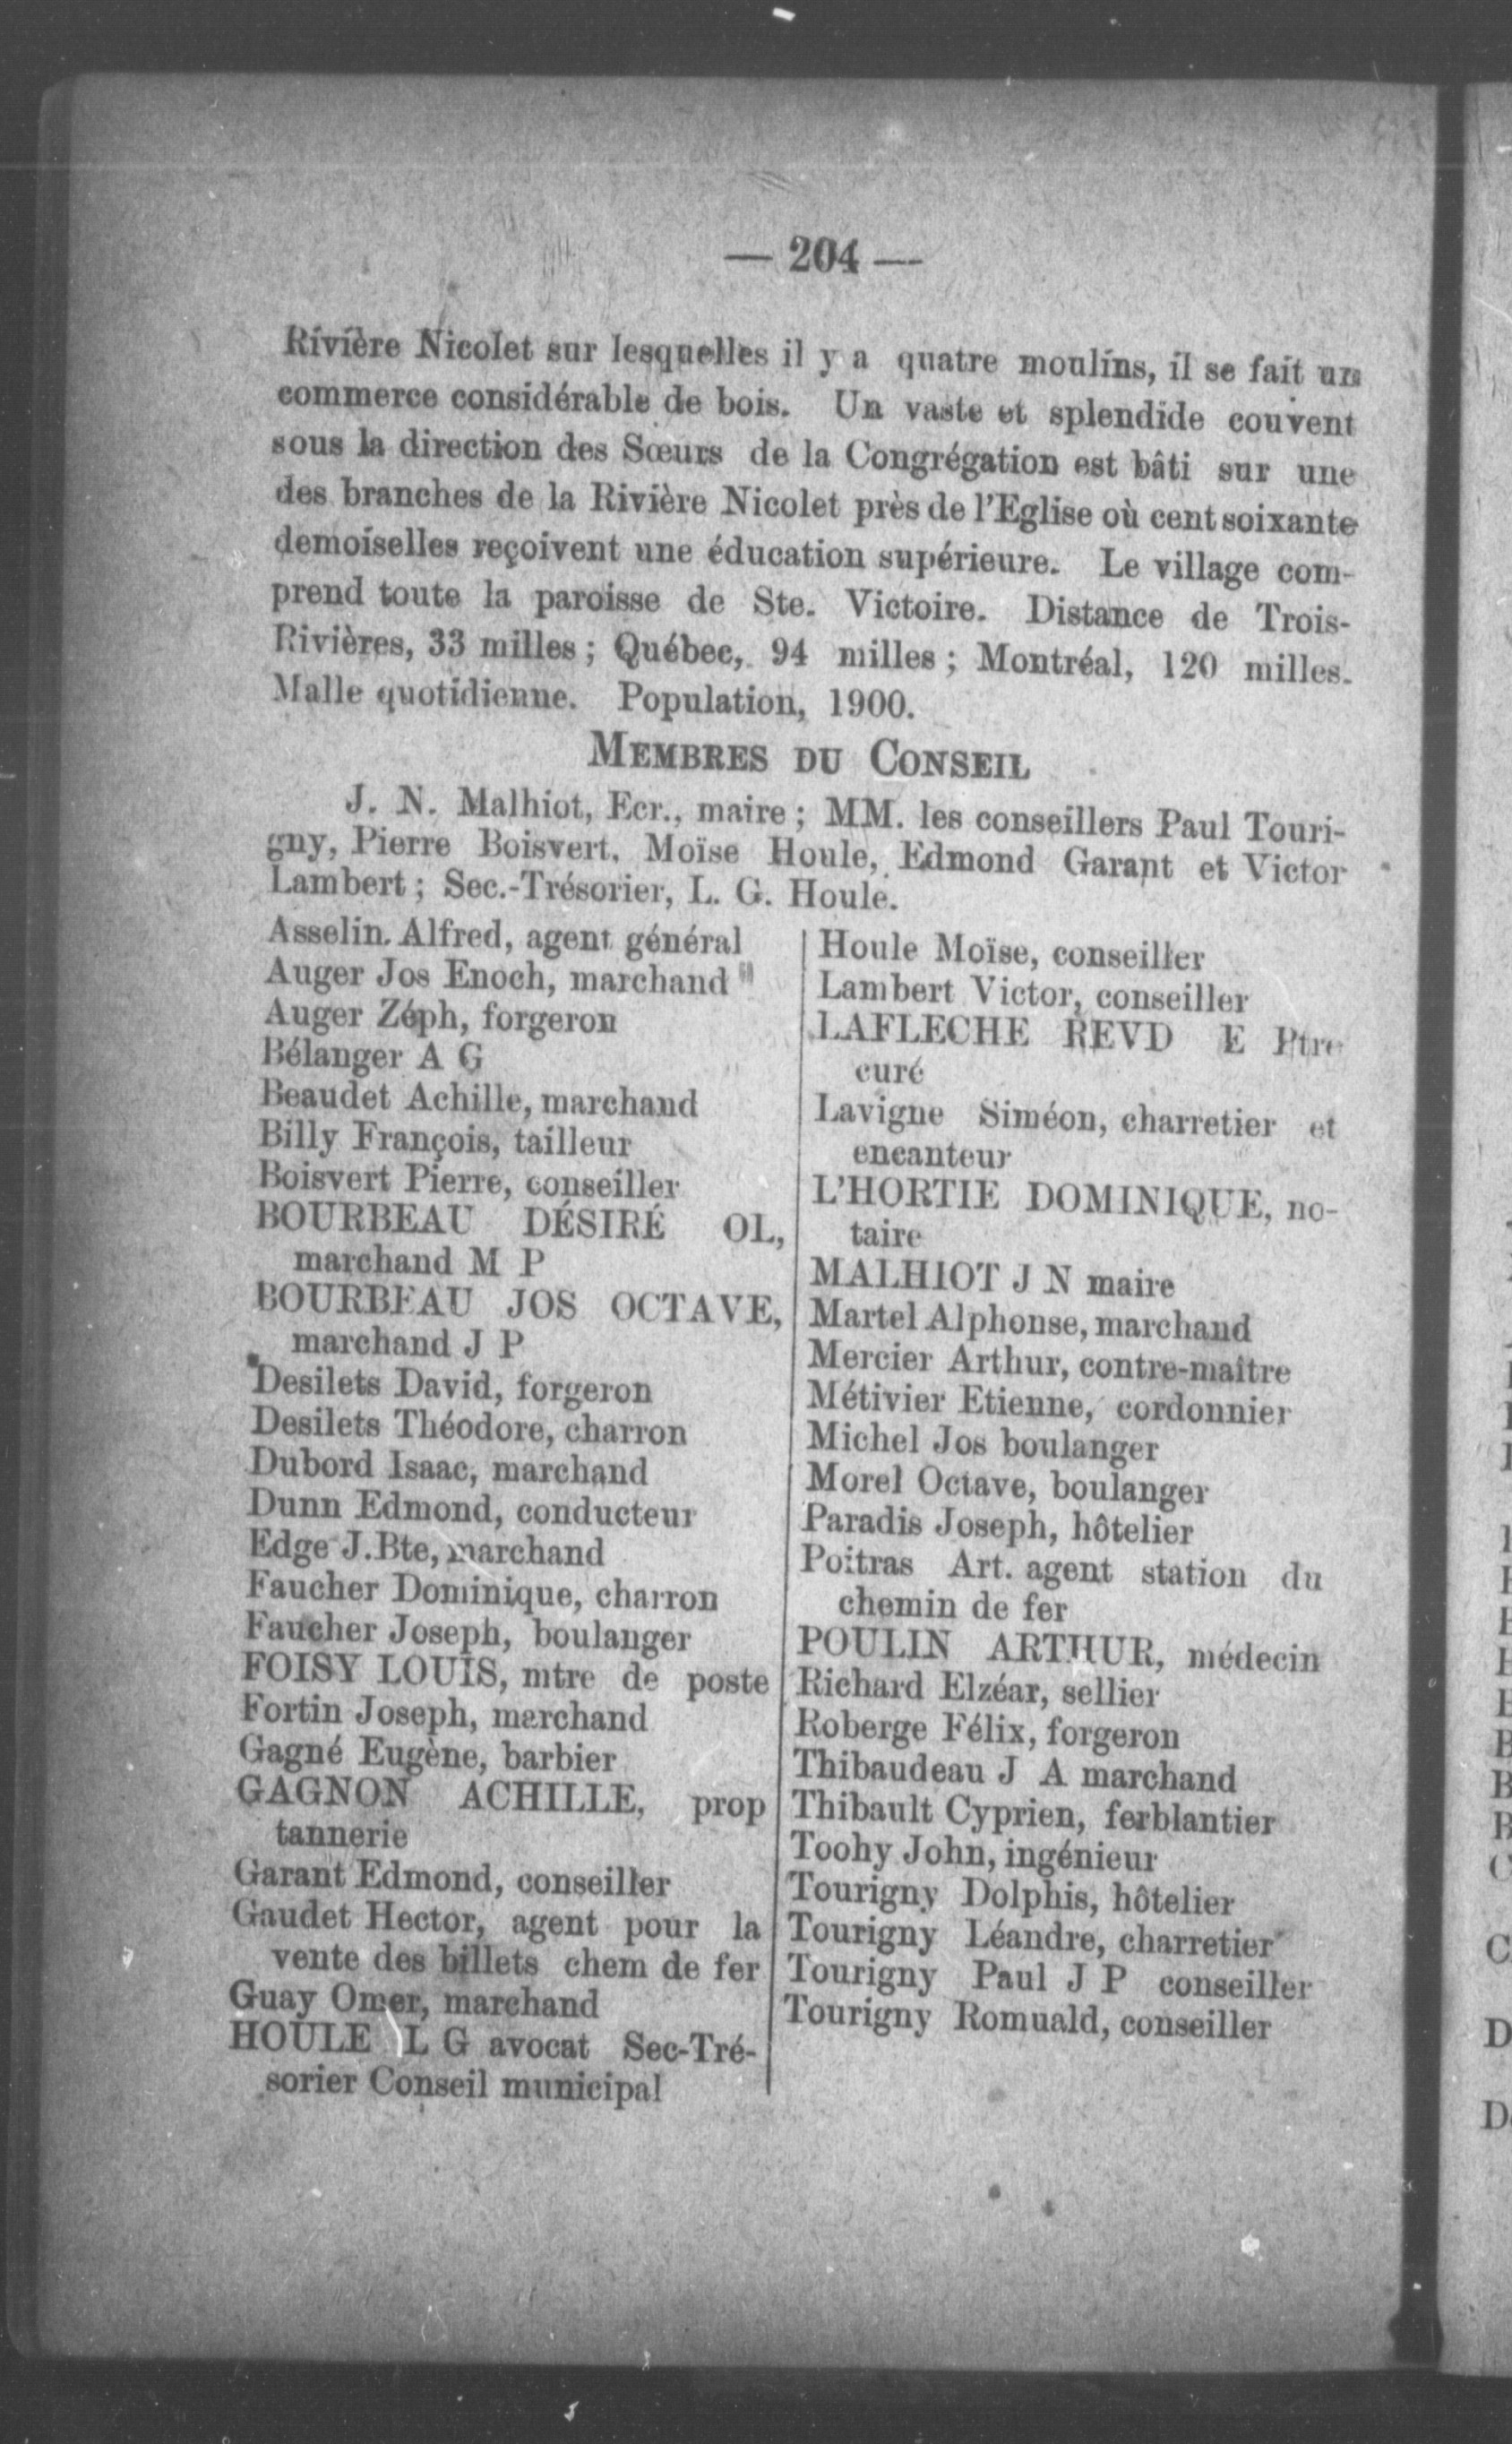 — 204 —
Rivière Nicolet sur lesquelles il y a quatre moulins, il se fait un
commerce considérable de bois. Un vaste et splendide couvent
sous la direction des Sœurs de la Congrégation est bâti sur une
des branches de la Rivière Nicolet près de l'Eglise où cent soixante
demoiselles reçoivent une éducation supérieure. Le village com-
prend toute la paroisse de Ste. Victoire. Distance de Trois-
Rivières, 33 milles ; Québec, 94 milles ; Montréal, 120 milles.
Malle quotidienne. Population, 1900.
MEMBRES DU CONSEIL
J. N. Malhiot, Ecr., maire ; MM. les conseillers Paul Touri-
gny, Pierre Boisvert, Moïse Houle, Edmond Garant et Victor
Lambert ; Sec.-Trésorier, L. G. Houle.
Asselin, Alfred, agent général
Auger Jos Enoch, marchand
Auger Zéph, forgeron
Bélanger A G
Beaudet Achille, marchand
Billy François, tailleur
Boisvert Pierre, conseiller
BOURBEAU DÉSIRÉ OL,
marchand M P
BOURBEAU JOS OCTAVE,
marchand J P
Desilets David, forgeron
Desilets Théodore, charron
Dubord Isaac, marchand
Dunn Edmond, conducteur
Edge J.Bte, marchand
Faucher Dominique, charron
Faucher Joseph, boulanger
FOISY LOUIS, mtre de poste
Fortin Joseph, marchand
Gagné Eugène, barbier
GAGNON ACHILLE, prop
tannerie
Garant Edmond, conseiller
Gaudet Hector, agent pour la
vente des billets chem de fer
Guay Omer, marchand
HOULE L G avocat Sec-Tré-
sorier Conseil municipal
Houle Moïse, conseiller
Lambert Victor, conseiller
LAFLECHE REVD E Ptre
curé
Lavigne Siméon, charretier et
encanteur
L'HORTIE DOMINIQUE, no-
taire
MALHIOT J N maire
Martel Alphonse, marchand
Mercier Arthur, contre-maître
Métivier Etienne, cordonnier
Michel Jos boulanger
Morel Octave, boulanger
Paradis Joseph, hôtelier
Poitras Art. agent station du
chemin de fer
POULIN ARTHUR, médecin
Richard Elzéar, sellier
Roberge Félix, forgeron
Thibaudeau J A marchand
Thibault Cyprien, ferblantier
Toohy John, ingénieur
Tourigny Dolphis, hôtelier
Tourigny Léandre, charretier
Tourigny Paul J P conseiller
Tourigny Romuald, conseiller